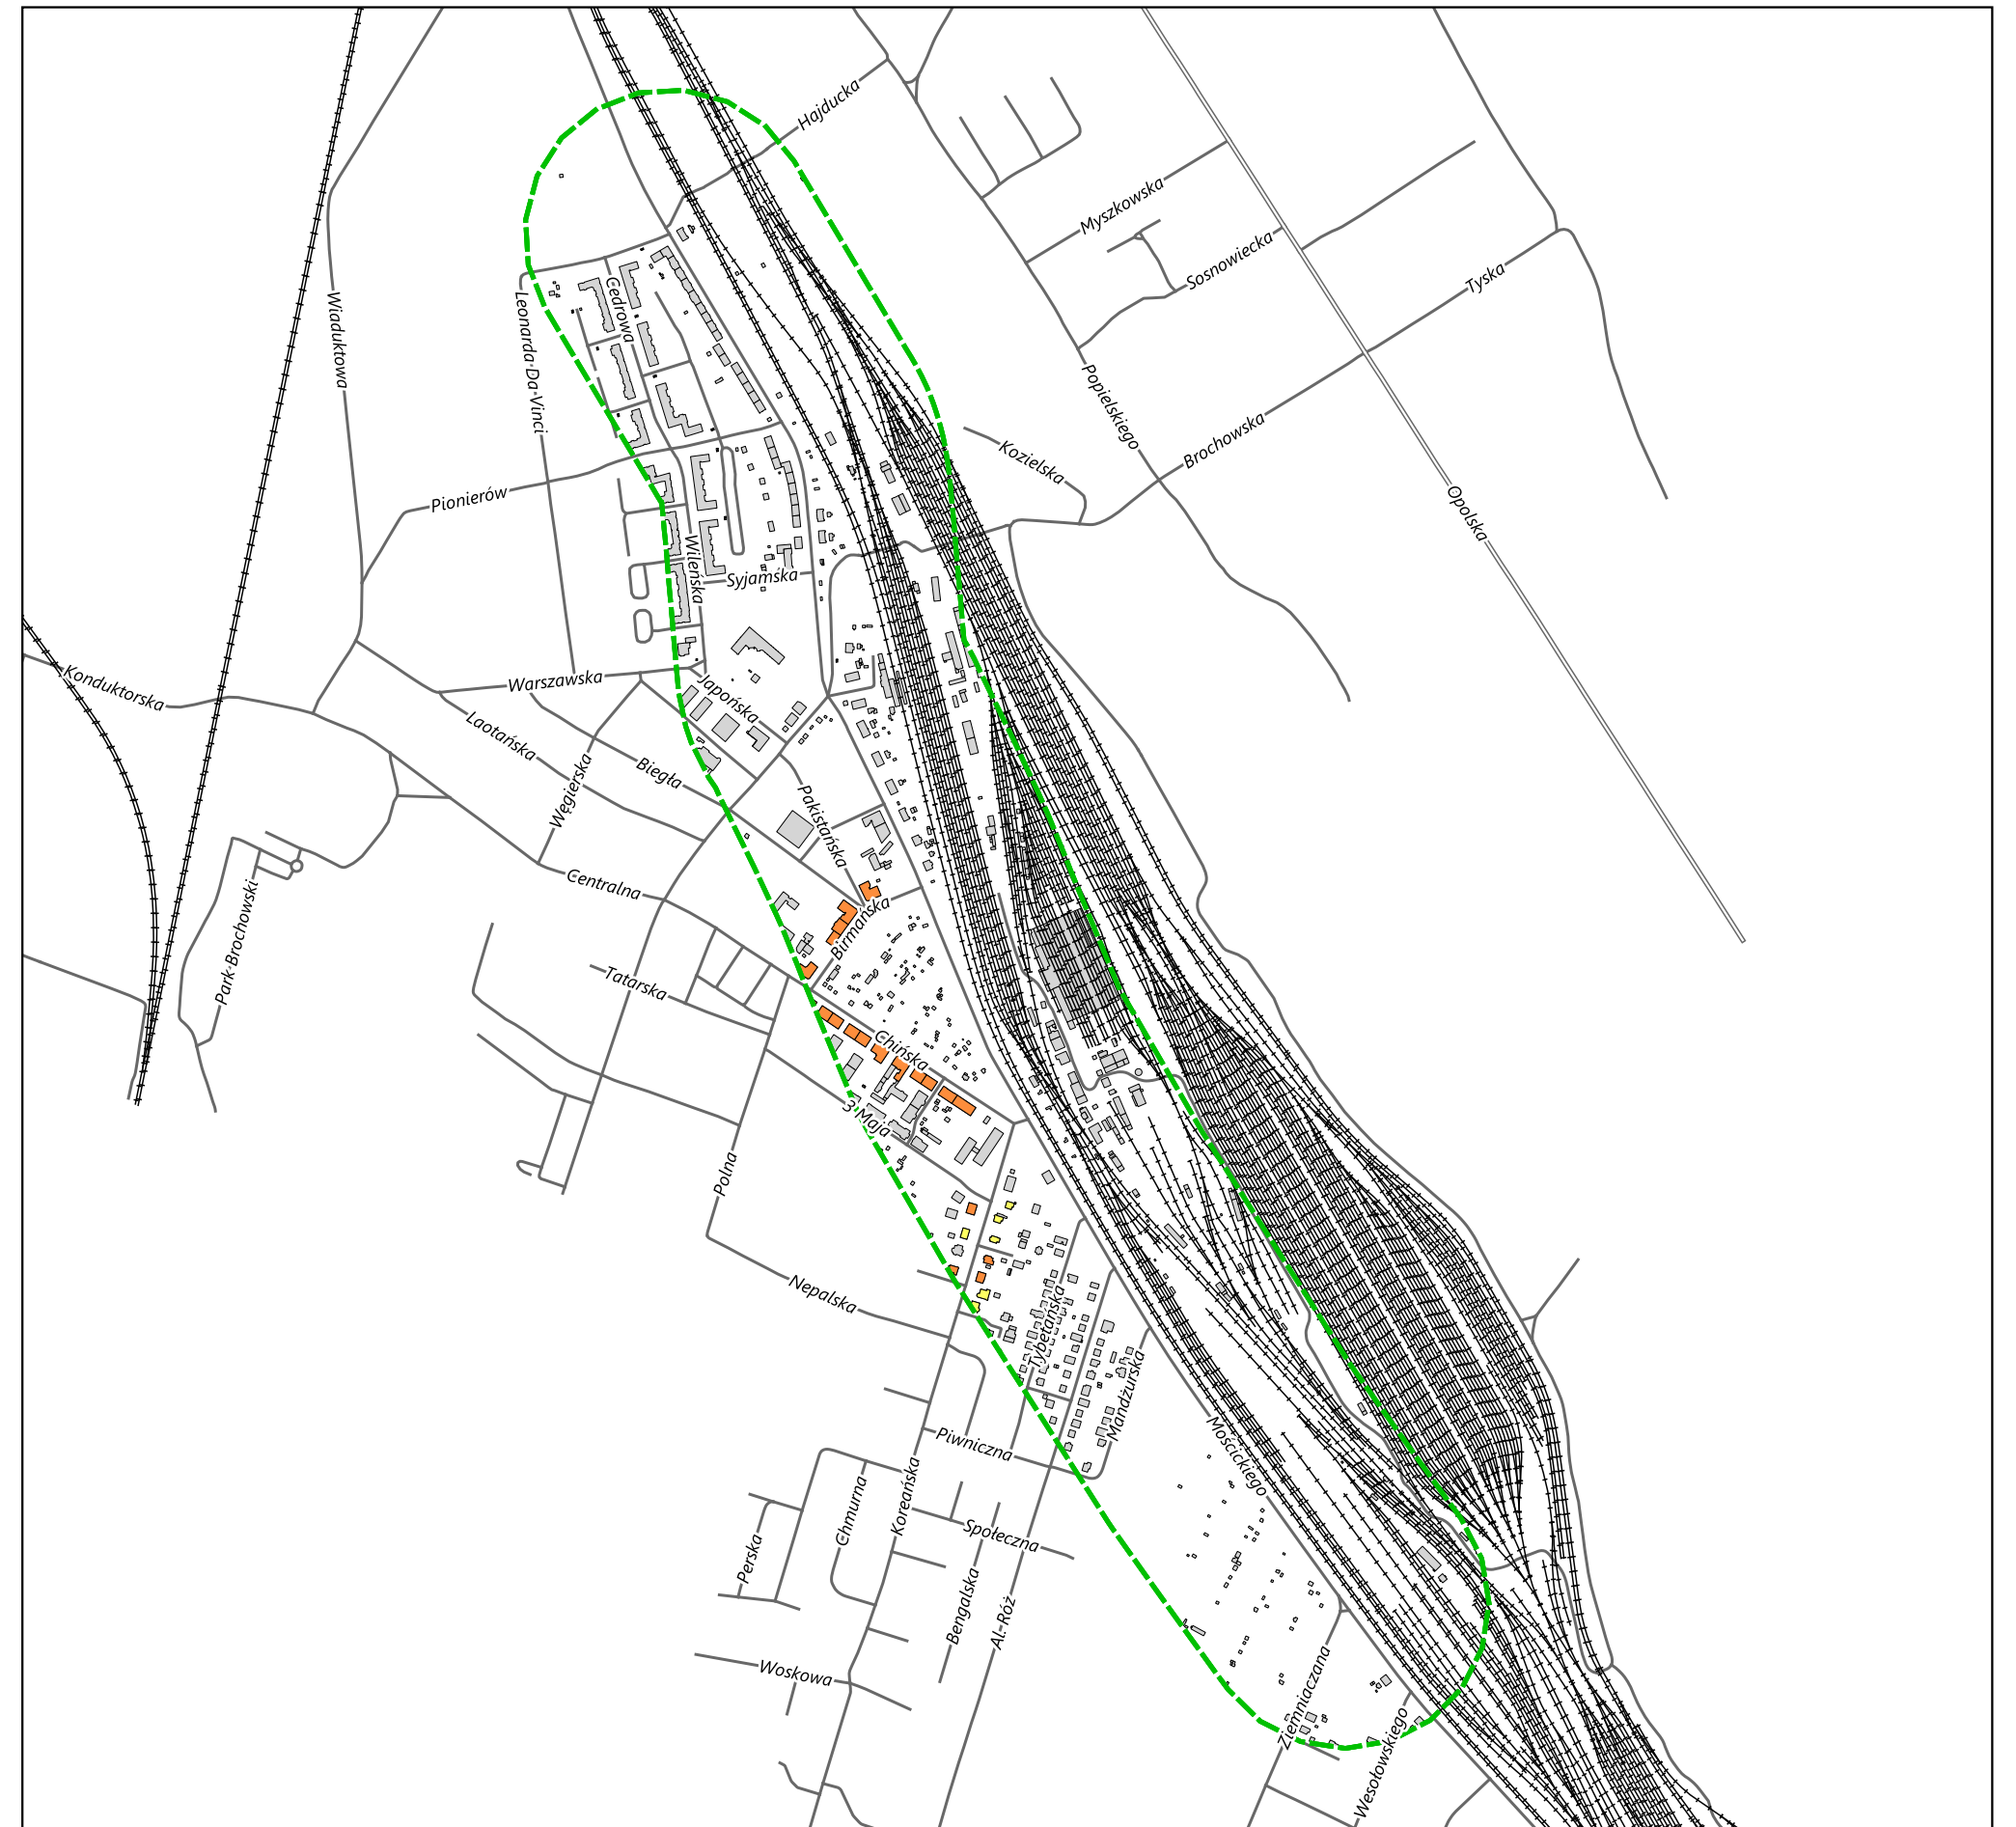 Hajducka
Myszkowska
Sosnowiecka
Tyska
Cedrowa
Leonarda-Da-Vinci
Wiaduktowa
Popielskiego
Brochowska
Kozielska
Pionierów
Opolska
Wileńska
Syjamska
Konduktorska
Warszawska
Japońska
Laotańska
Biegła
Węgierska
Pakistańska
Centralna
Park-Brochowski
Birmańska
Tatarska
Chińska
3 Maja
Polna
Nepalska
Tybetańska
Mandżurska
Mościckiego
Piwniczna
Koreańska
Chmurna
Społeczna
Perska
Bengalska
Al.-Róż
Woskowa
Ziemniaczana
Wesołowskiego